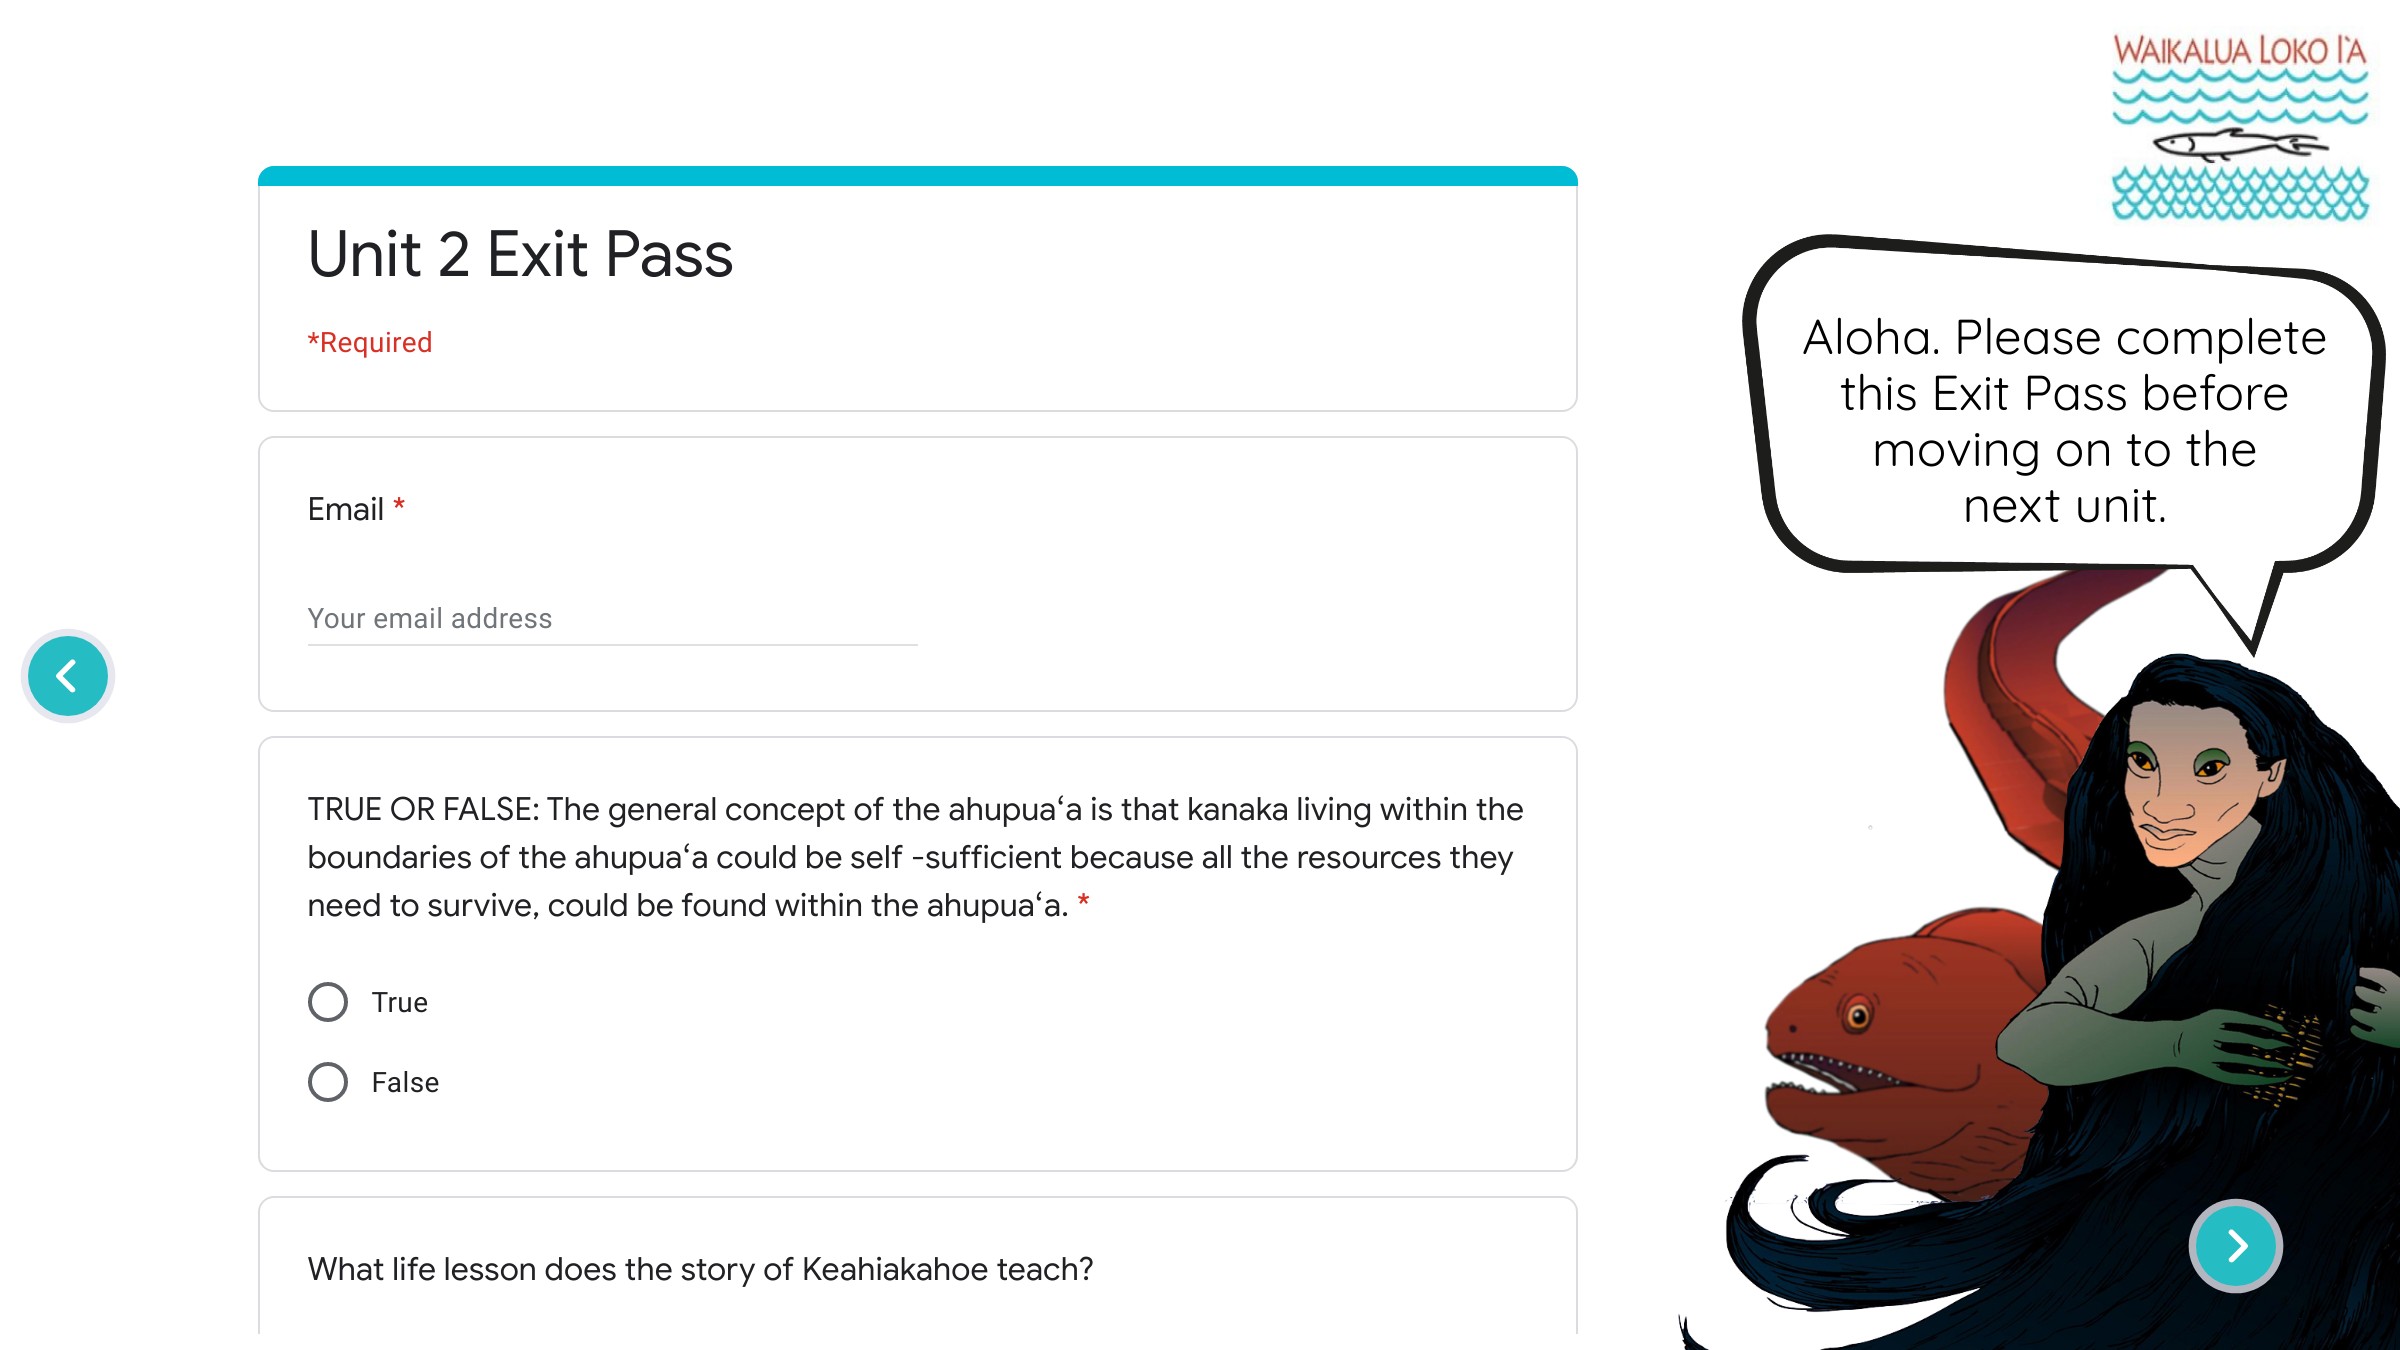 WAIKALUA LOKO I'A
Unit 2 Exit Pass
*Required
Email *
Your email address
TRUE OR FALSE: The general concept of the ahupuaʻa is that kanaka living within the
boundaries of the ahupuaʻa could be self -sufficient because all the resources they
need to survive, could be found within the ahupuaʻa. *
True
False
What life lesson does the story of Keahiakahoe teach?
Aloha. Please complete
this Exit Pass before
moving on to the
next unit.